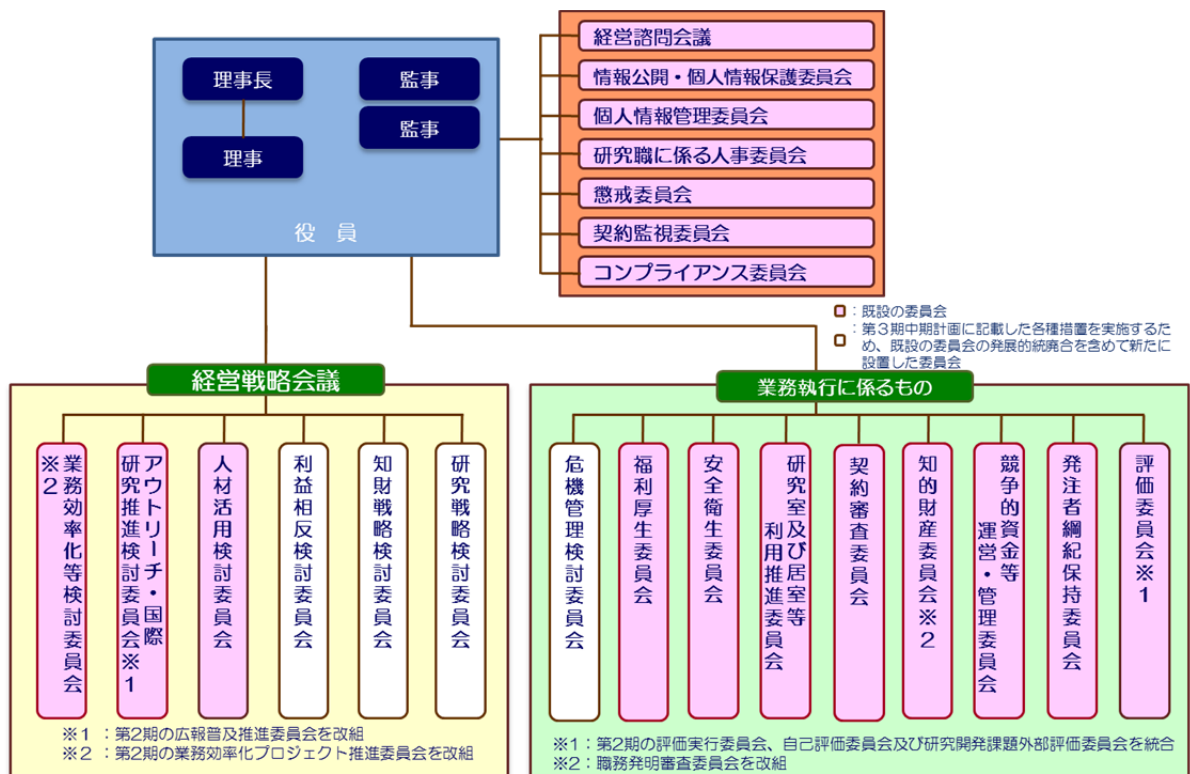 理事長
理事
監事
監事
役 員
経営諮問会議
情報公開・個人情報保護委員会
個人情報管理委員会
研究職に係る人事委員会
懲戒委員会
契約監視委員会
コンプライアンス委員会
：既設の委員会
：第３期中期計画に記載した各種措置を実施するた
め、既設の委員会の発展的統廃合を含めて新たに
設置した委員会
経営戦略会議
業務効率化等検討委員会
※2
アウトリーチ・国際
研究推進検討委員会※1
人材活用検討委員会
利益相反検討委員会
知財戦略検討委員会
研究戦略検討委員会
※1 ：第2期の広報普及推進委員会を改組
※2 ：第2期の業務効率化プロジェクト推進委員会を改組
業務執行に係るもの
危機管理検討委員会
福利厚生委員会
安全衛生委員会
研究室及び居室等
利用推進委員会
契約審査委員会
知的財産委員会※2
競争的資金等
運営・管理委員会
発注者綱紀保持委員会
評価委員会※1
※1：第2期の評価実行委員会、自己評価委員会及び研究開発課題外部評価委員会を統合
※2：職務発明審査委員会を改組